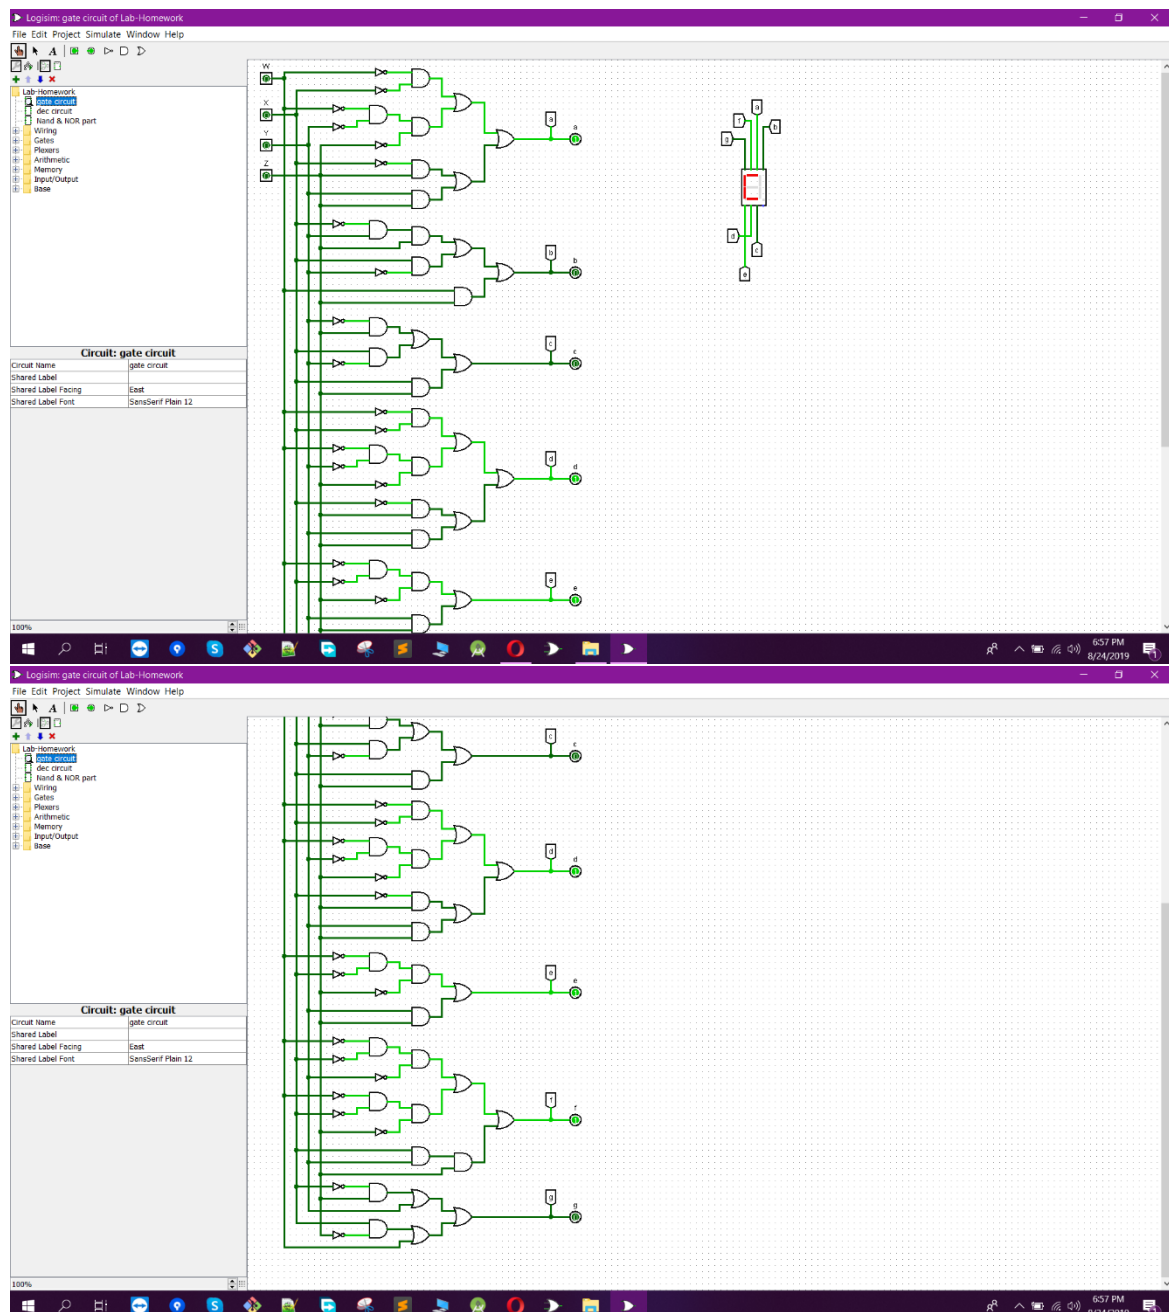 Logisim: gate circuit of Lab-Homework
File Edit Project Simulate Window Help
A
Lab-Homework
gate circuit
dec circuit
Nand & NOR part
Wiring
Gates
Plexers
Arithmetic
Memory
Input/Output
Base
Circuit: gate circuit
Circuit Name gate circuit
Shared Label
Shared Label Facing East
Shared Label Font SansSerif Plain 12
100%
W
X
Y
Z
a
a
b
b
c
c
d
d
e
e
a
f
b
g
d
c
e
6:57 PM
8/24/2019
Logisim: gate circuit of Lab-Homework
File Edit Project Simulate Window Help
A
Lab-Homework
gate circuit
dec circuit
Nand & NOR part
Wiring
Gates
Plexers
Arithmetic
Memory
Input/Output
Base
Circuit: gate circuit
Circuit Name gate circuit
Shared Label
Shared Label Facing East
Shared Label Font SansSerif Plain 12
100%
c
c
d
d
e
e
f
f
g
g
6:57 PM
8/24/2019